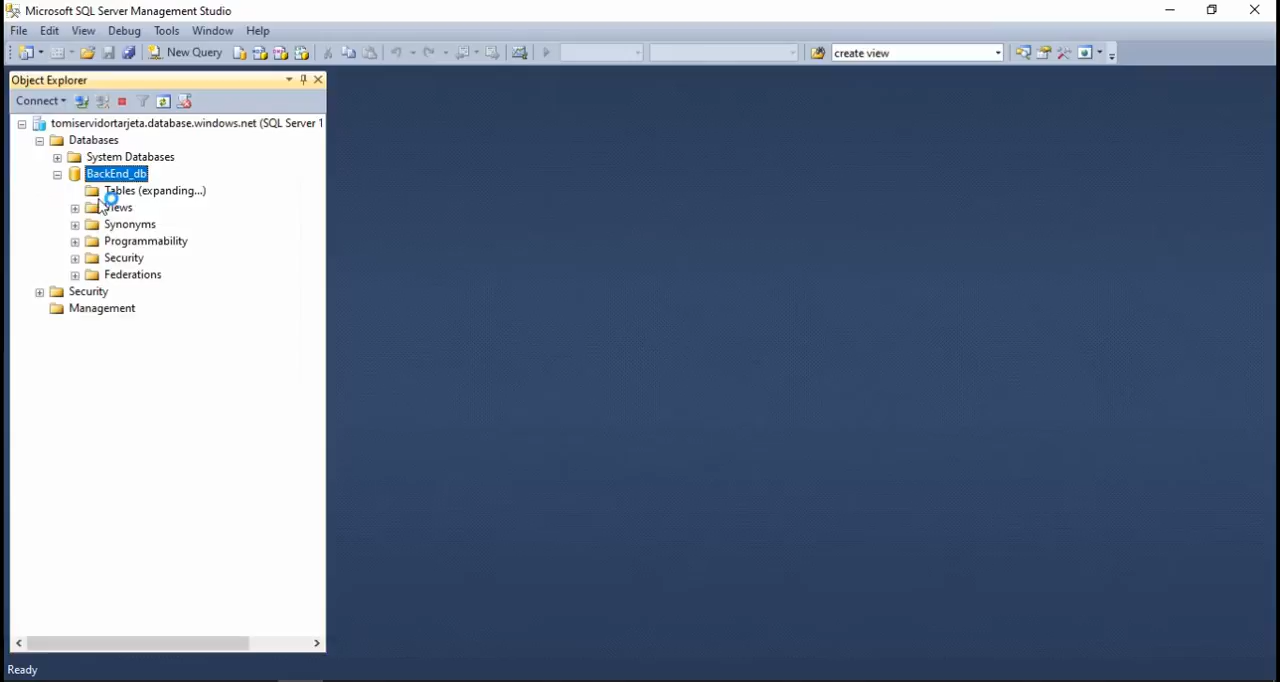 Microsoft SQL Server Management Studio
File Edit View Debug Tools Window Help
New Query create view
Object Explorer
Connect
tomiservidortarjeta.database.windows.net (SQL Server 1
Databases
System Databases
BackEnd_db
Tables (expanding...)
Views
Synonyms
Programmability
Security
Federations
Security
Management
Ready